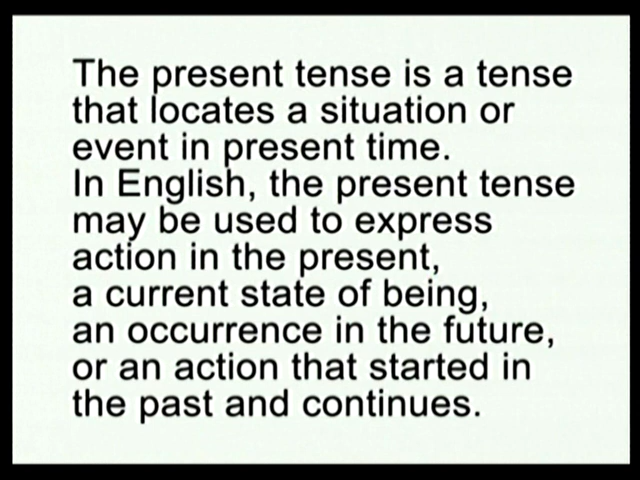 The present tense is a tense
that locates a situation or
event in present time.
In English, the present tense
may be used to express
action in the present,
a current state of being,
an occurrence in the future,
or an action that started in
the past and continues.